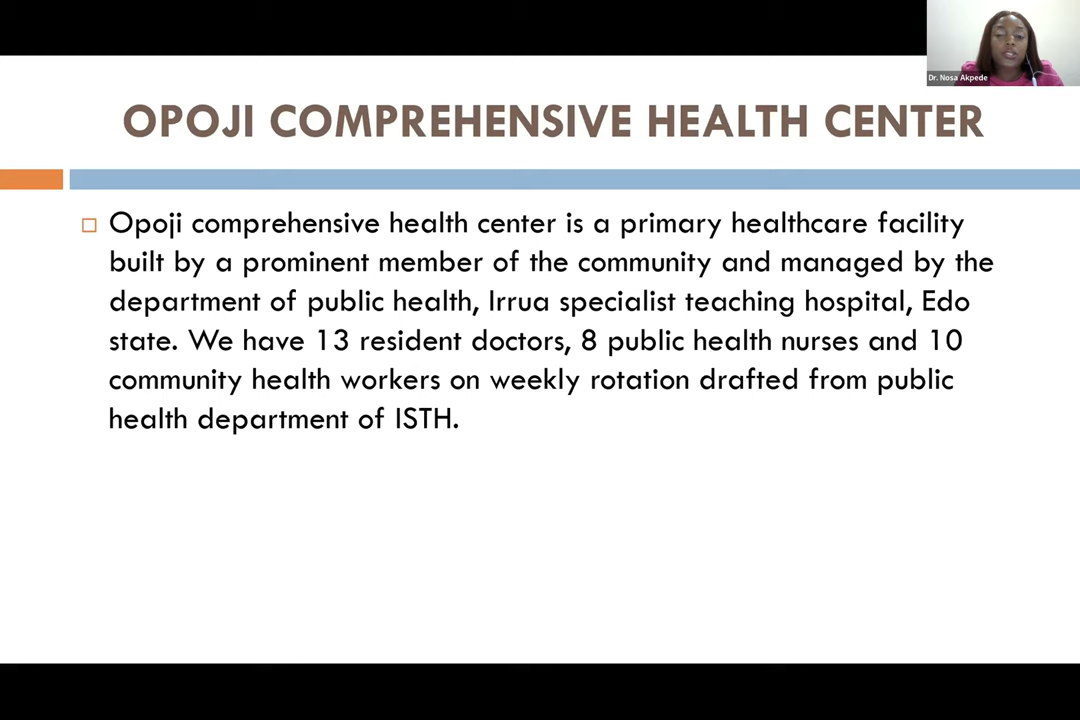 Dr. Nosa Akpede
OPOJI COMPREHENSIVE HEALTH CENTER
Opoji comprehensive health center is a primary healthcare facility
built by a prominent member of the community and managed by the
department of public health, Irrua specialist teaching hospital, Edo
state. We have 13 resident doctors, 8 public health nurses and 10
community health workers on weekly rotation drafted from public
health department of ISTH.